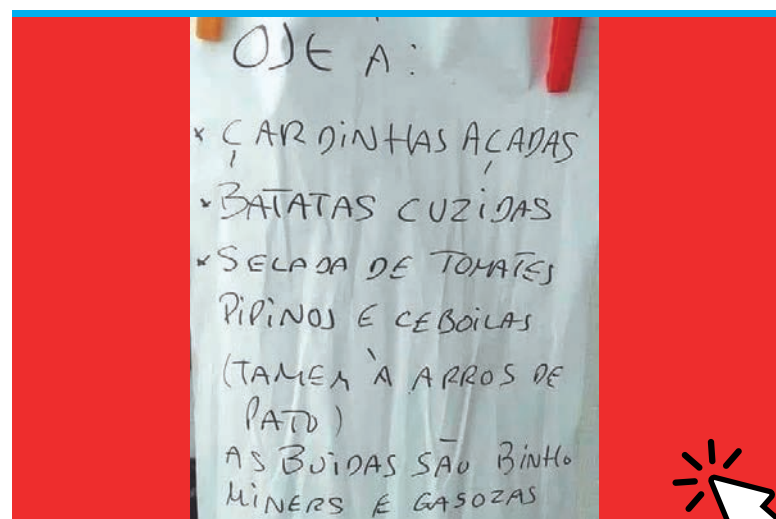 OJE À:
× ÇARDINHAS AÇADAS
× BATATAS CUZIDAS
× SELADA DE TOMATES
PIPINOS E CEBOILAS
(TAMEM À ARROS DE
PATO)
AS BUIDAS SÃO BINHO
MINERS E GASOZAS